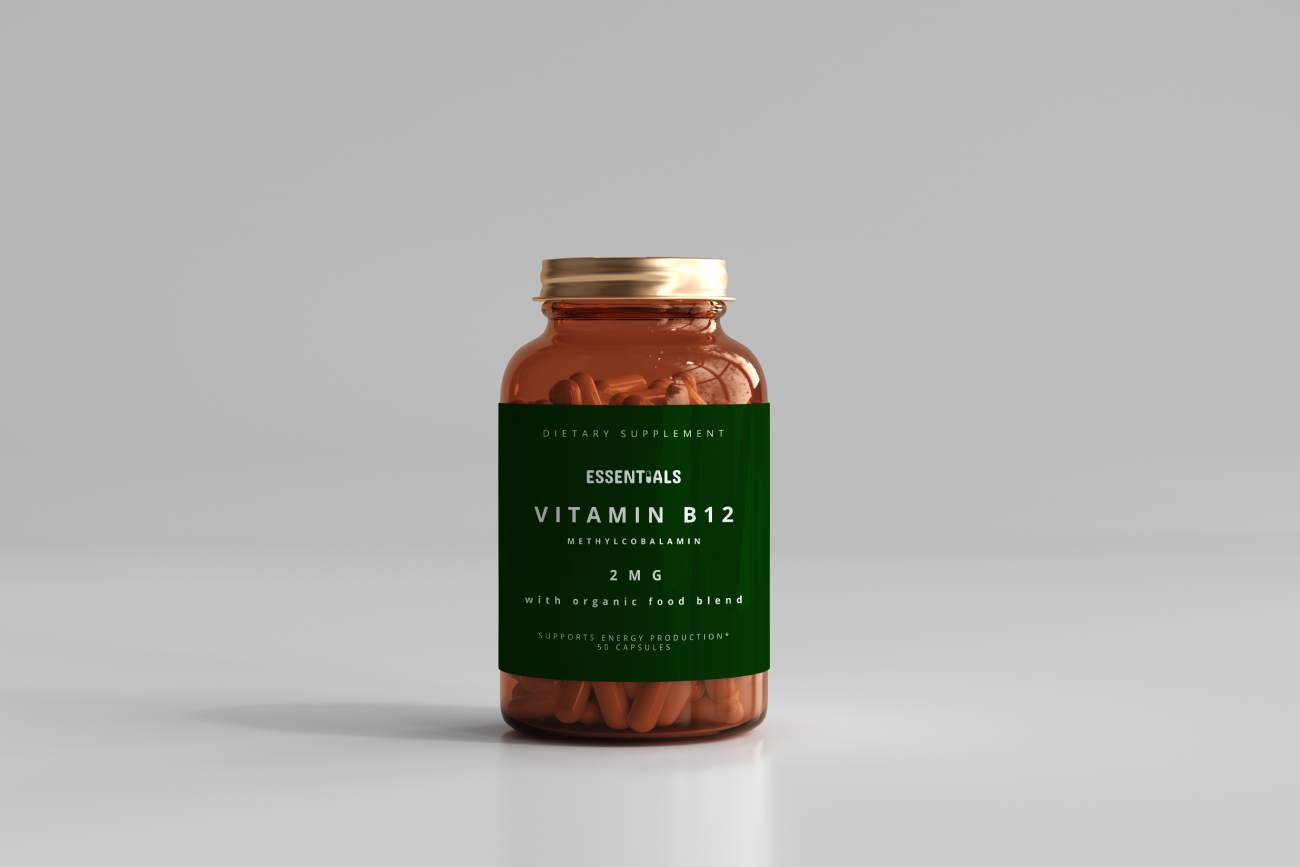 DIETARY SUPPLEMENT
ESSENTIALS
VITAMIN B12
METHYLCOBALAMIN
2 MG
with organic food blend
SUPPORTS ENERGY PRODUCTION*
50 CAPSULES